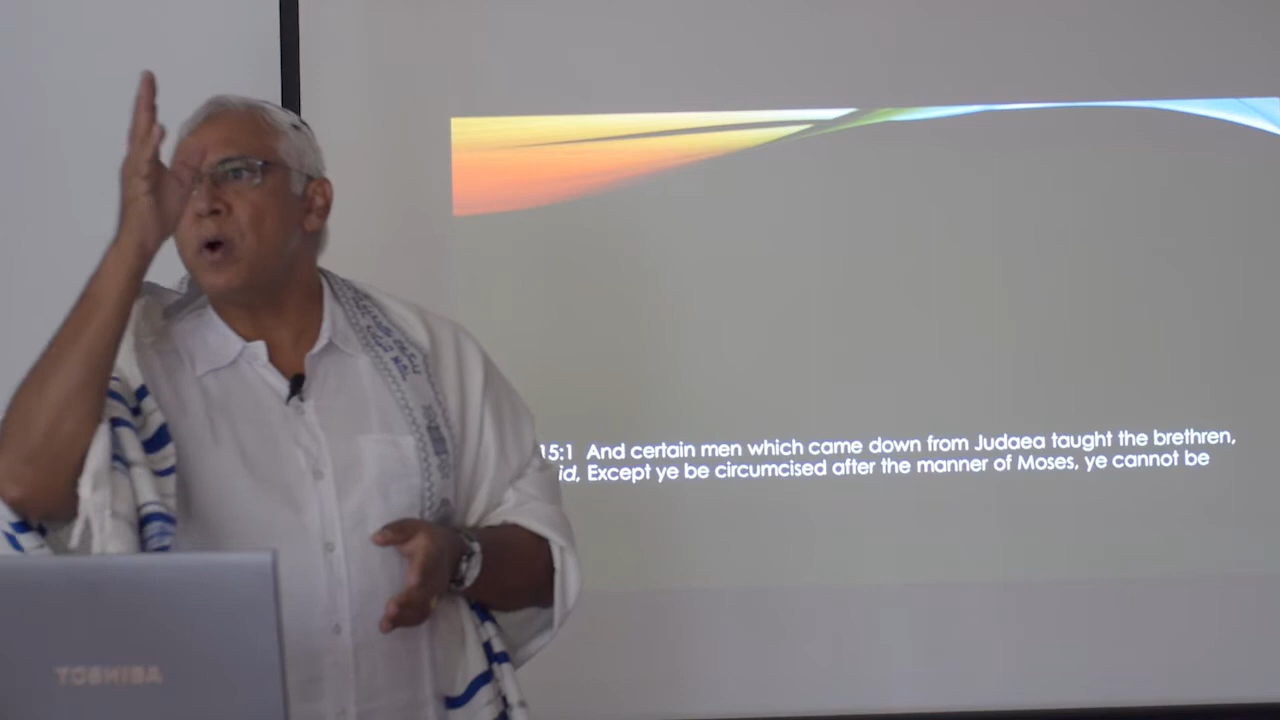 15:1 And certain men which came down from Judaea taught the brethren,
id, Except ye be circumcised after the manner of Moses, ye cannot be
TOSHIBA